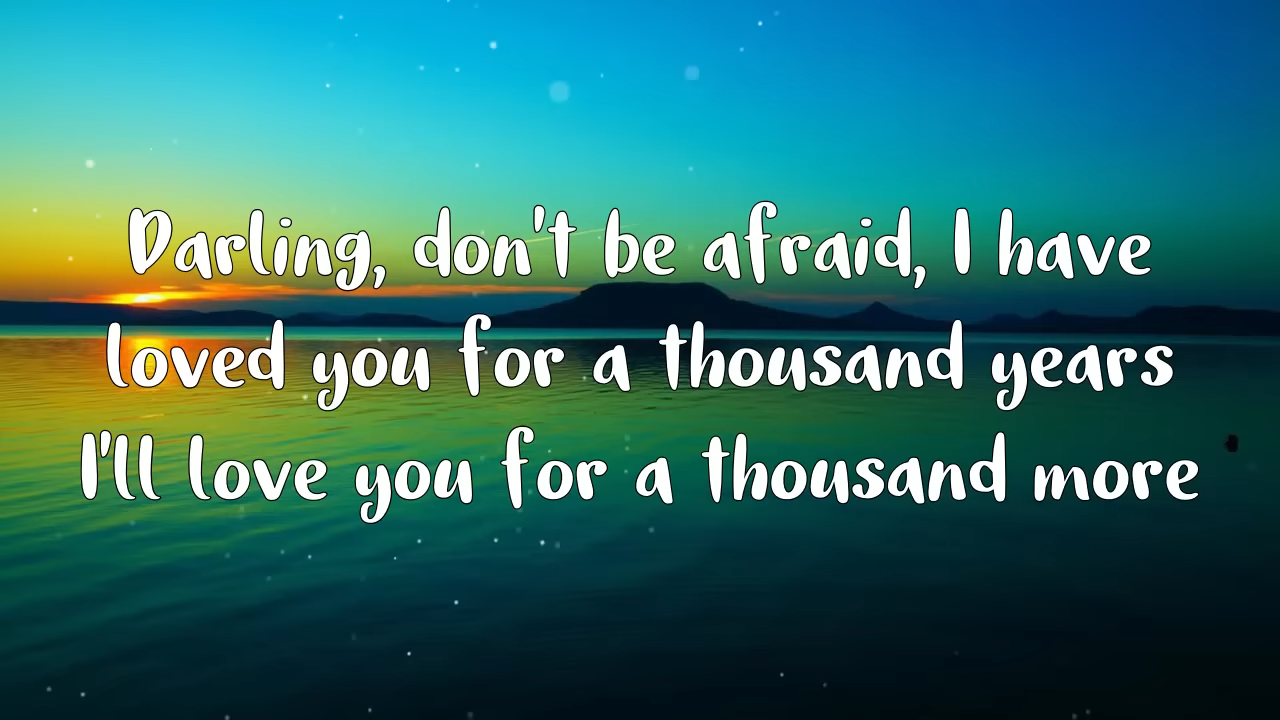 Darling, don't be afraid, I have
loved you for a thousand years
I'll love you for a thousand more